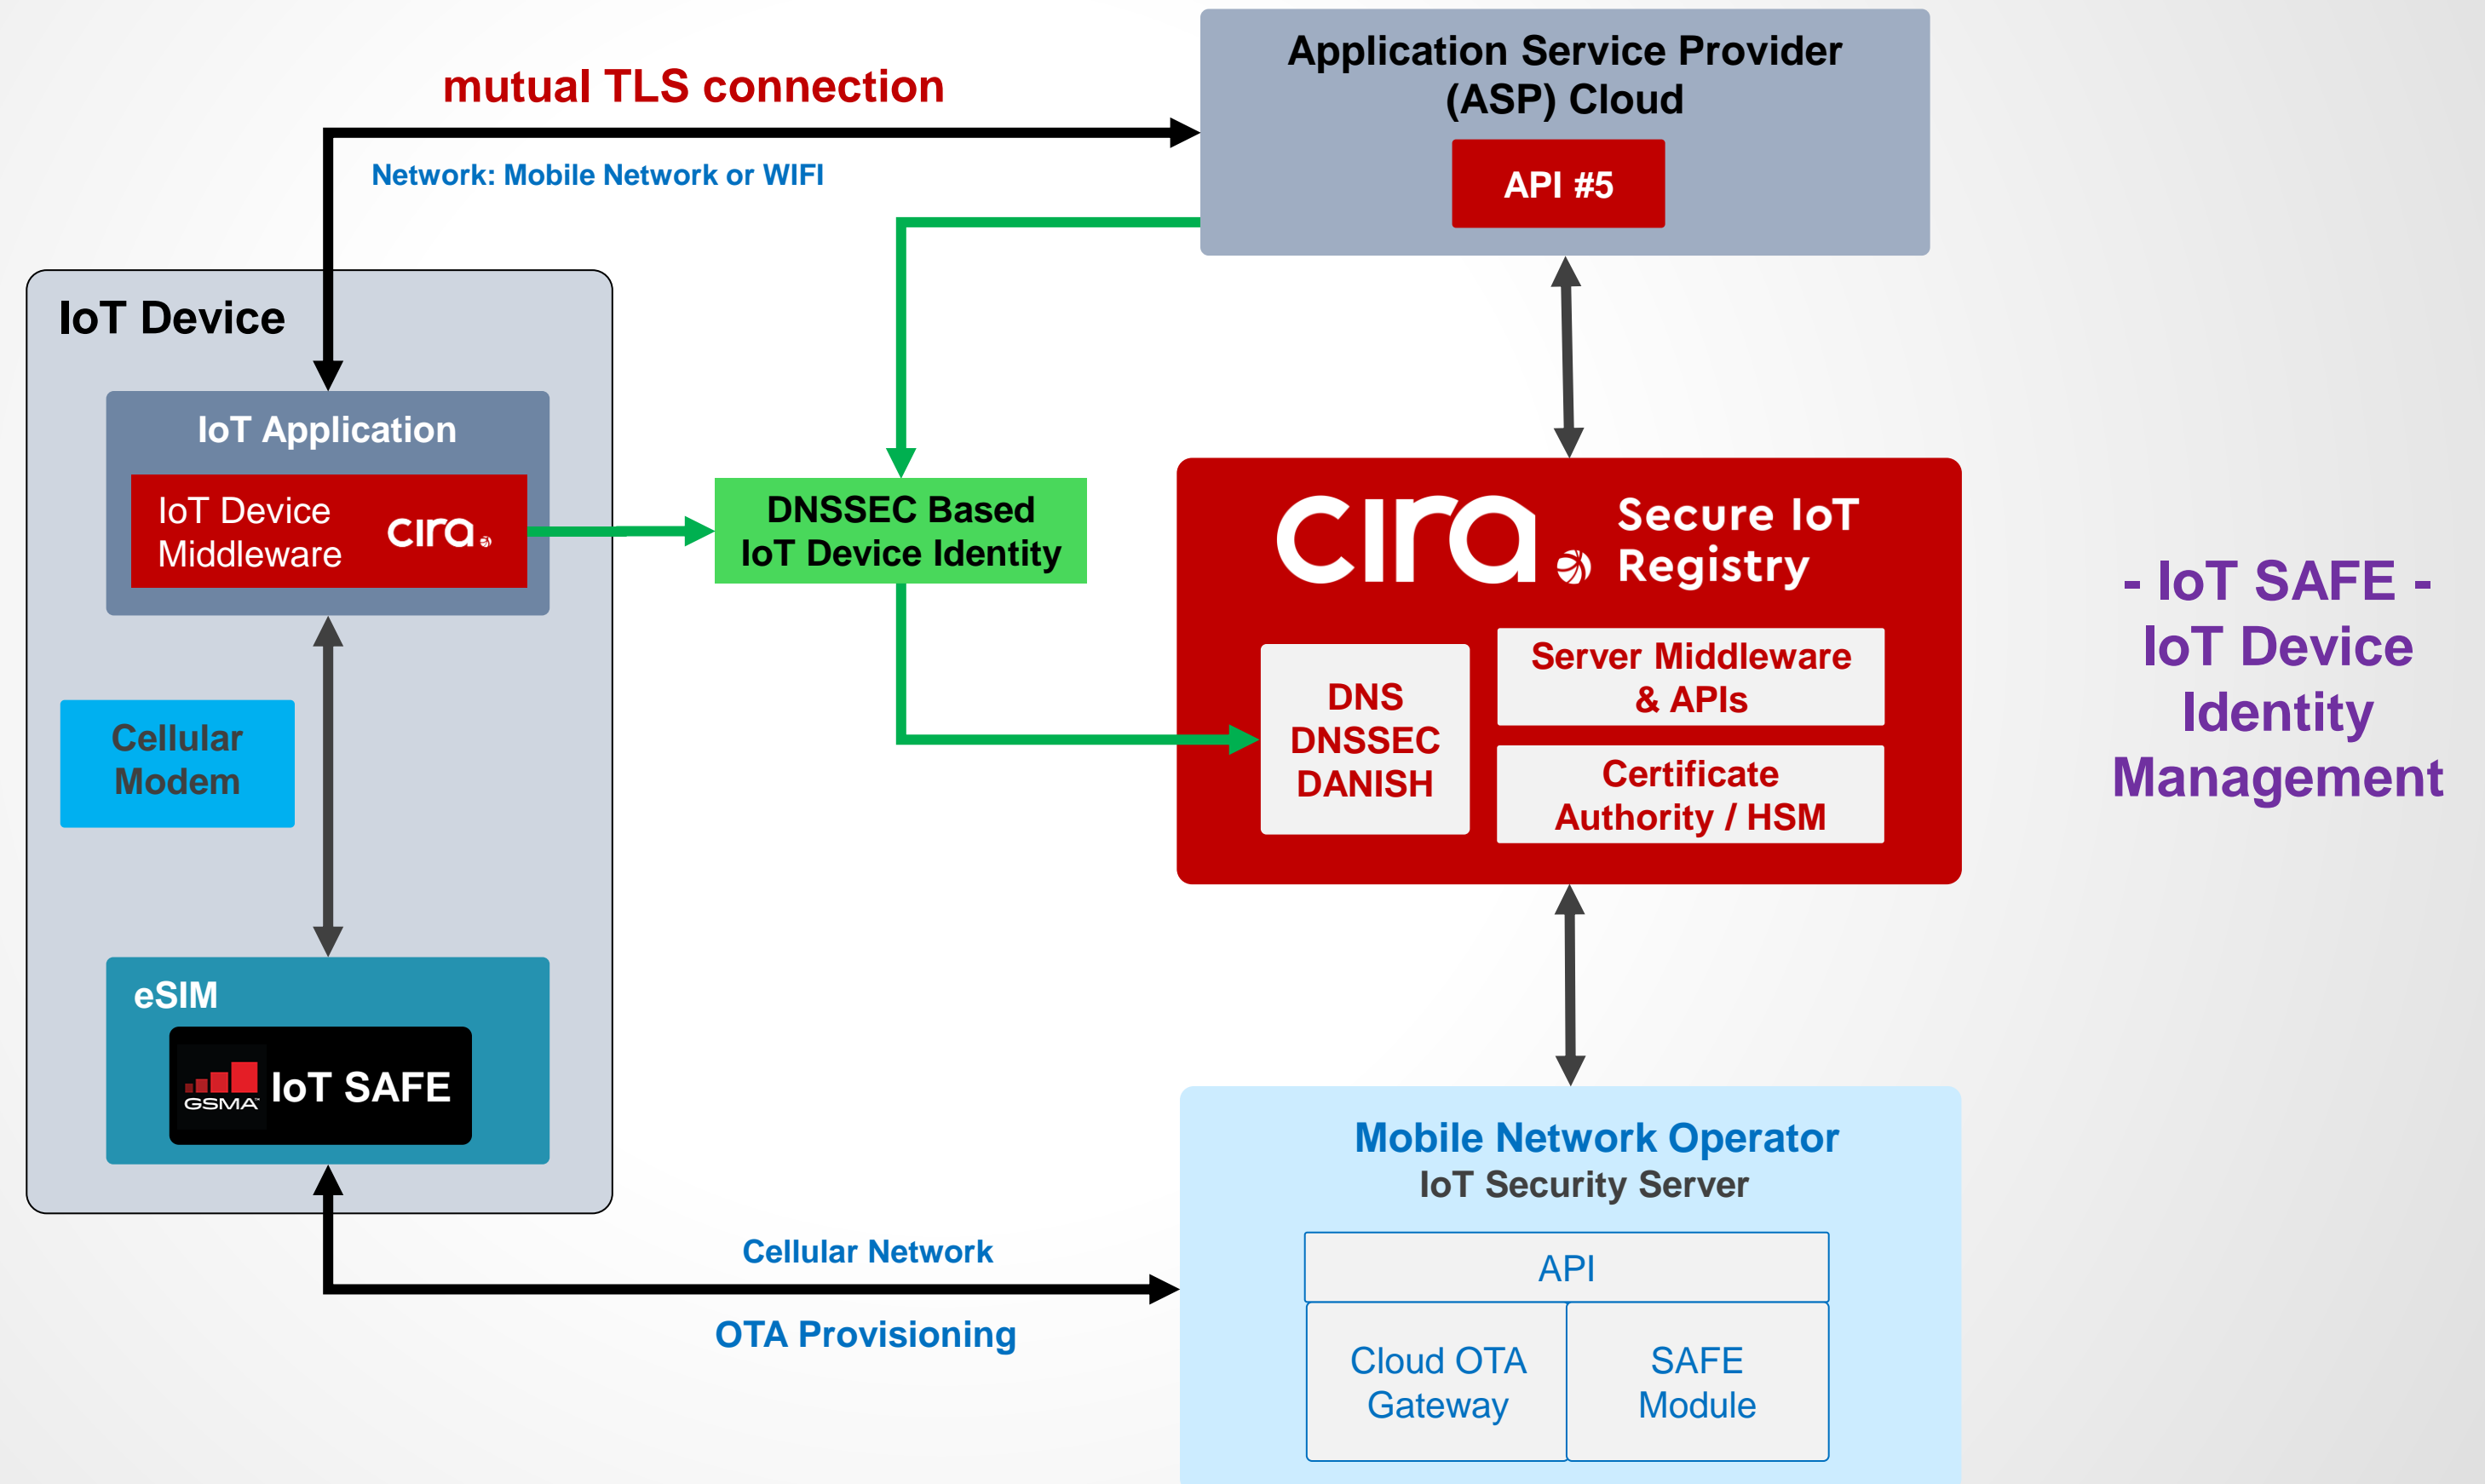 mutual TLS connection
Network: Mobile Network or WIFI
Application Service Provider
(ASP) Cloud
API #5
IoT Device
IoT Application
IoT Device
Middleware
cira
DNSSEC Based
IoT Device Identity
cira
Secure IoT
Registry
DNS
DNSSEC
DANISH
Server Middleware
& APIs
Certificate
Authority / HSM
- IoT SAFE -
IoT Device
Identity
Management
Cellular
Modem
eSIM
GSMA™
IoT SAFE
Cellular Network
OTA Provisioning
Mobile Network Operator
IoT Security Server
API
Cloud OTA
Gateway
SAFE
Module